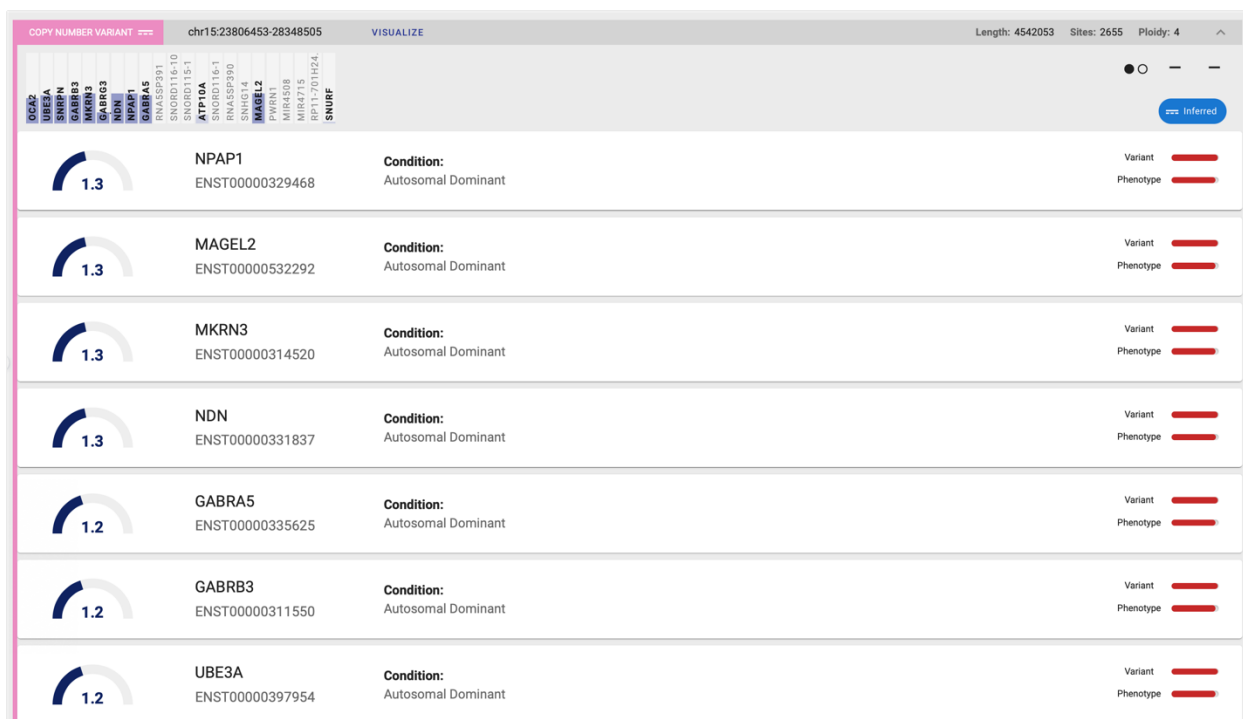 COPY NUMBER VARIANT chr15:23806453-28348505 VISUALIZE Length: 4542053 Sites: 2655 Ploidy: 4
OCA2
UBE3A
SNRPN
GABRB3
MKRN3
GABRG3
NDN
NPAP1
GABRA5
RNA5SP391
SNORD116-10
SNORD115-1
ATP10A
SNORD116-1
RNA5SP390
SNHG14
MAGEL2
PWRN1
MIR4508
MIR4715
RP11-701H24.
SNURF
Inferred
1.3 NPAP1 Condition: Variant
ENST00000329468 Autosomal Dominant Phenotype
1.3 MAGEL2 Condition: Variant
ENST00000532292 Autosomal Dominant Phenotype
1.3 MKRN3 Condition: Variant
ENST00000314520 Autosomal Dominant Phenotype
1.3 NDN Condition: Variant
ENST00000331837 Autosomal Dominant Phenotype
1.2 GABRA5 Condition: Variant
ENST00000335625 Autosomal Dominant Phenotype
1.2 GABRB3 Condition: Variant
ENST00000311550 Autosomal Dominant Phenotype
1.2 UBE3A Condition: Variant
ENST00000397954 Autosomal Dominant Phenotype